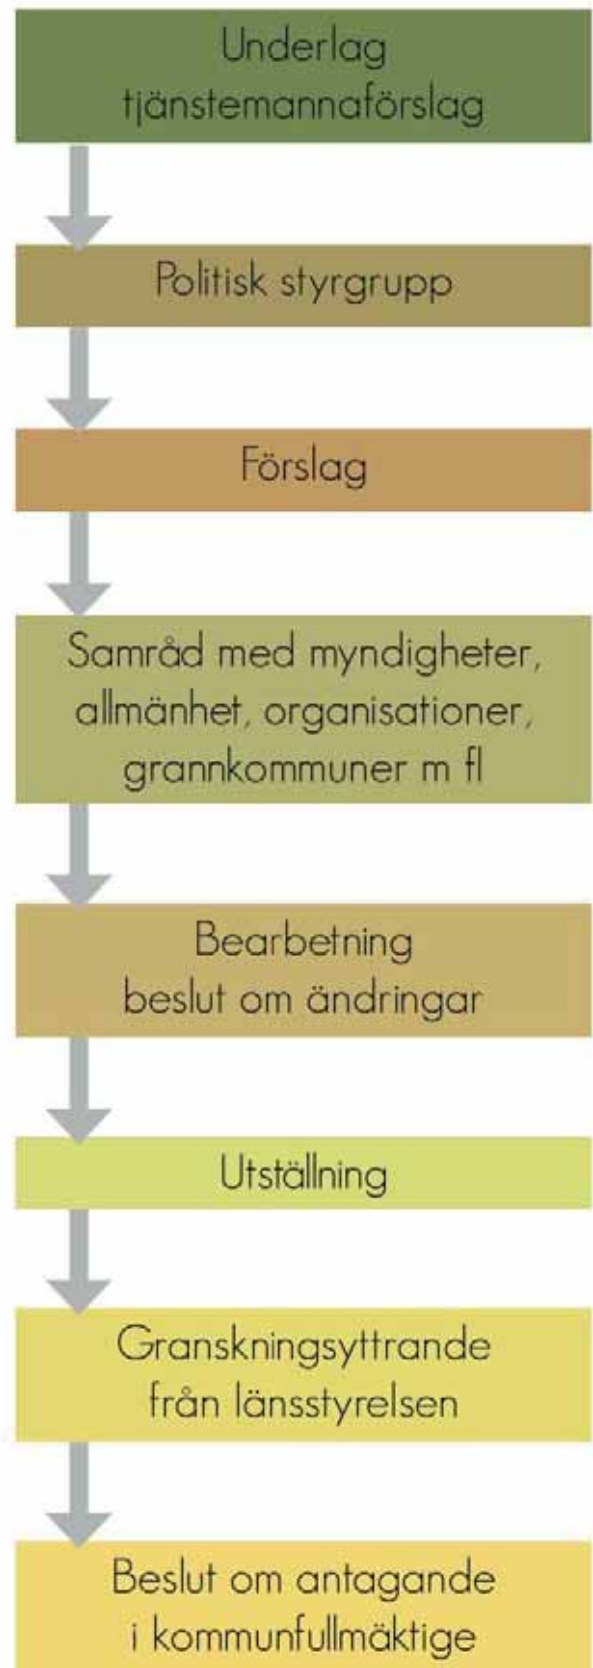 Underlag
tjänstemannaförslag
Politisk styrgrupp
Förslag
Samråd med myndigheter,
allmänhet, organisationer,
grannkommuner m fl
Bearbetning
beslut om ändringar
Utställning
Granskningsyttrande
från länsstyrelsen
Beslut om antagande
i kommunfullmäktige